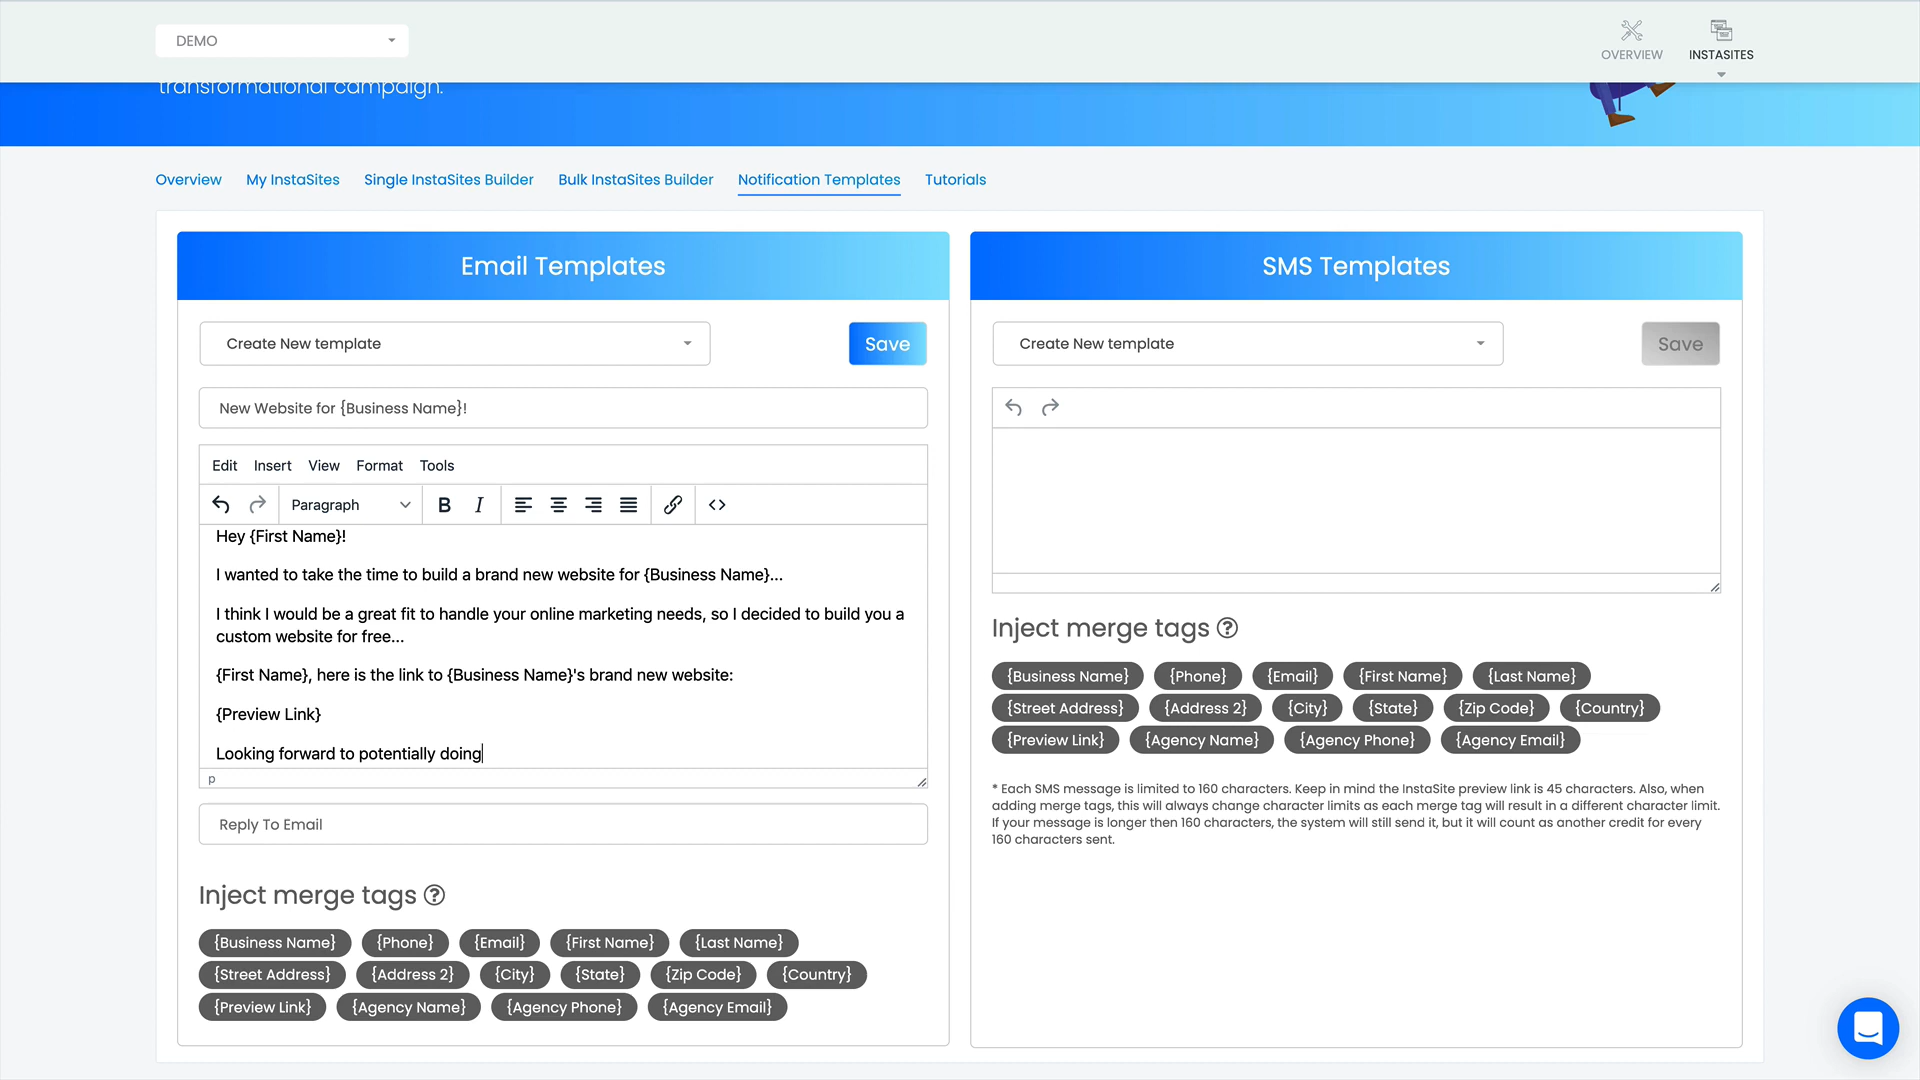 DEMO
OVERVIEW
INSTASITES
transformational campaign.
Overview
My InstaSites
Single InstaSites Builder
Bulk InstaSites Builder
Notification Templates
Tutorials
Email Templates
Create New template
Save
New Website for {Business Name}!
Edit Insert View Format Tools
Paragraph
B I
Hey {First Name}!
I wanted to take the time to build a brand new website for {Business Name}...
I think I would be a great fit to handle your online marketing needs, so I decided to build you a
custom website for free...
{First Name}, here is the link to {Business Name}'s brand new website:
{Preview Link}
Looking forward to potentially doing
p
Reply To Email
Inject merge tags ?
{Business Name} {Phone} {Email} {First Name} {Last Name}
{Street Address} {Address 2} {City} {State} {Zip Code} {Country}
{Preview Link} {Agency Name} {Agency Phone} {Agency Email}
SMS Templates
Create New template
Save
Inject merge tags ?
{Business Name} {Phone} {Email} {First Name} {Last Name}
{Street Address} {Address 2} {City} {State} {Zip Code} {Country}
{Preview Link} {Agency Name} {Agency Phone} {Agency Email}
* Each SMS message is limited to 160 characters. Keep in mind the InstaSite preview link is 45 characters. Also, when
adding merge tags, this will always change character limits as each merge tag will result in a different character limit.
If your message is longer then 160 characters, the system will still send it, but it will count as another credit for every
160 characters sent.